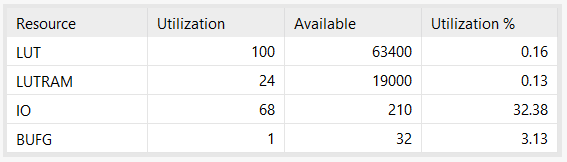 Resource Utilization Available Utilization %
LUT 100 63400 0.16
LUTRAM 24 19000 0.13
IO 68 210 32.38
BUFG 1 32 3.13